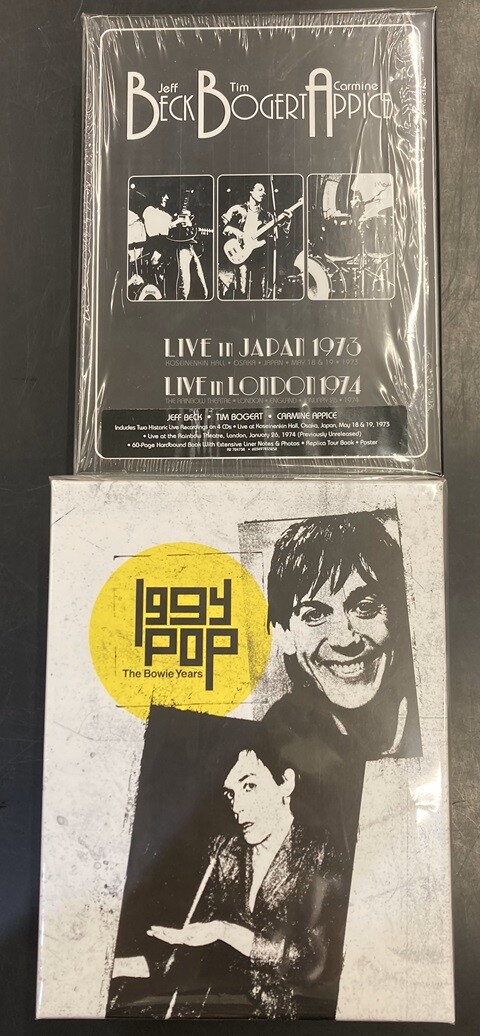 Jeff Tim Carmine
BECK BOGERT APPICE
LIVE in JAPAN 1973
KOSEINENKIN HALL • OSAKA • JAPAN • MAY 18 & 19 • 1973
LIVE in LONDON 1974
THE RAINBOW THEATRE • LONDON • ENGLAND • JANUARY 26 • 1974
JEFF BECK • TIM BOGERT • CARMINE APPICE
Includes Two Historic Live Recordings on 4 CDs • Live at Koseinenkin Hall, Osaka, Japan, May 18 & 19, 1973
• Live at the Rainbow Theatre, London, January 26, 1974 (Previously Unreleased)
• 60-Page Hardbound Book With Extensive Liner Notes & Photos • Replica Tour Book • Poster
Iggy
POP
The Bowie Years